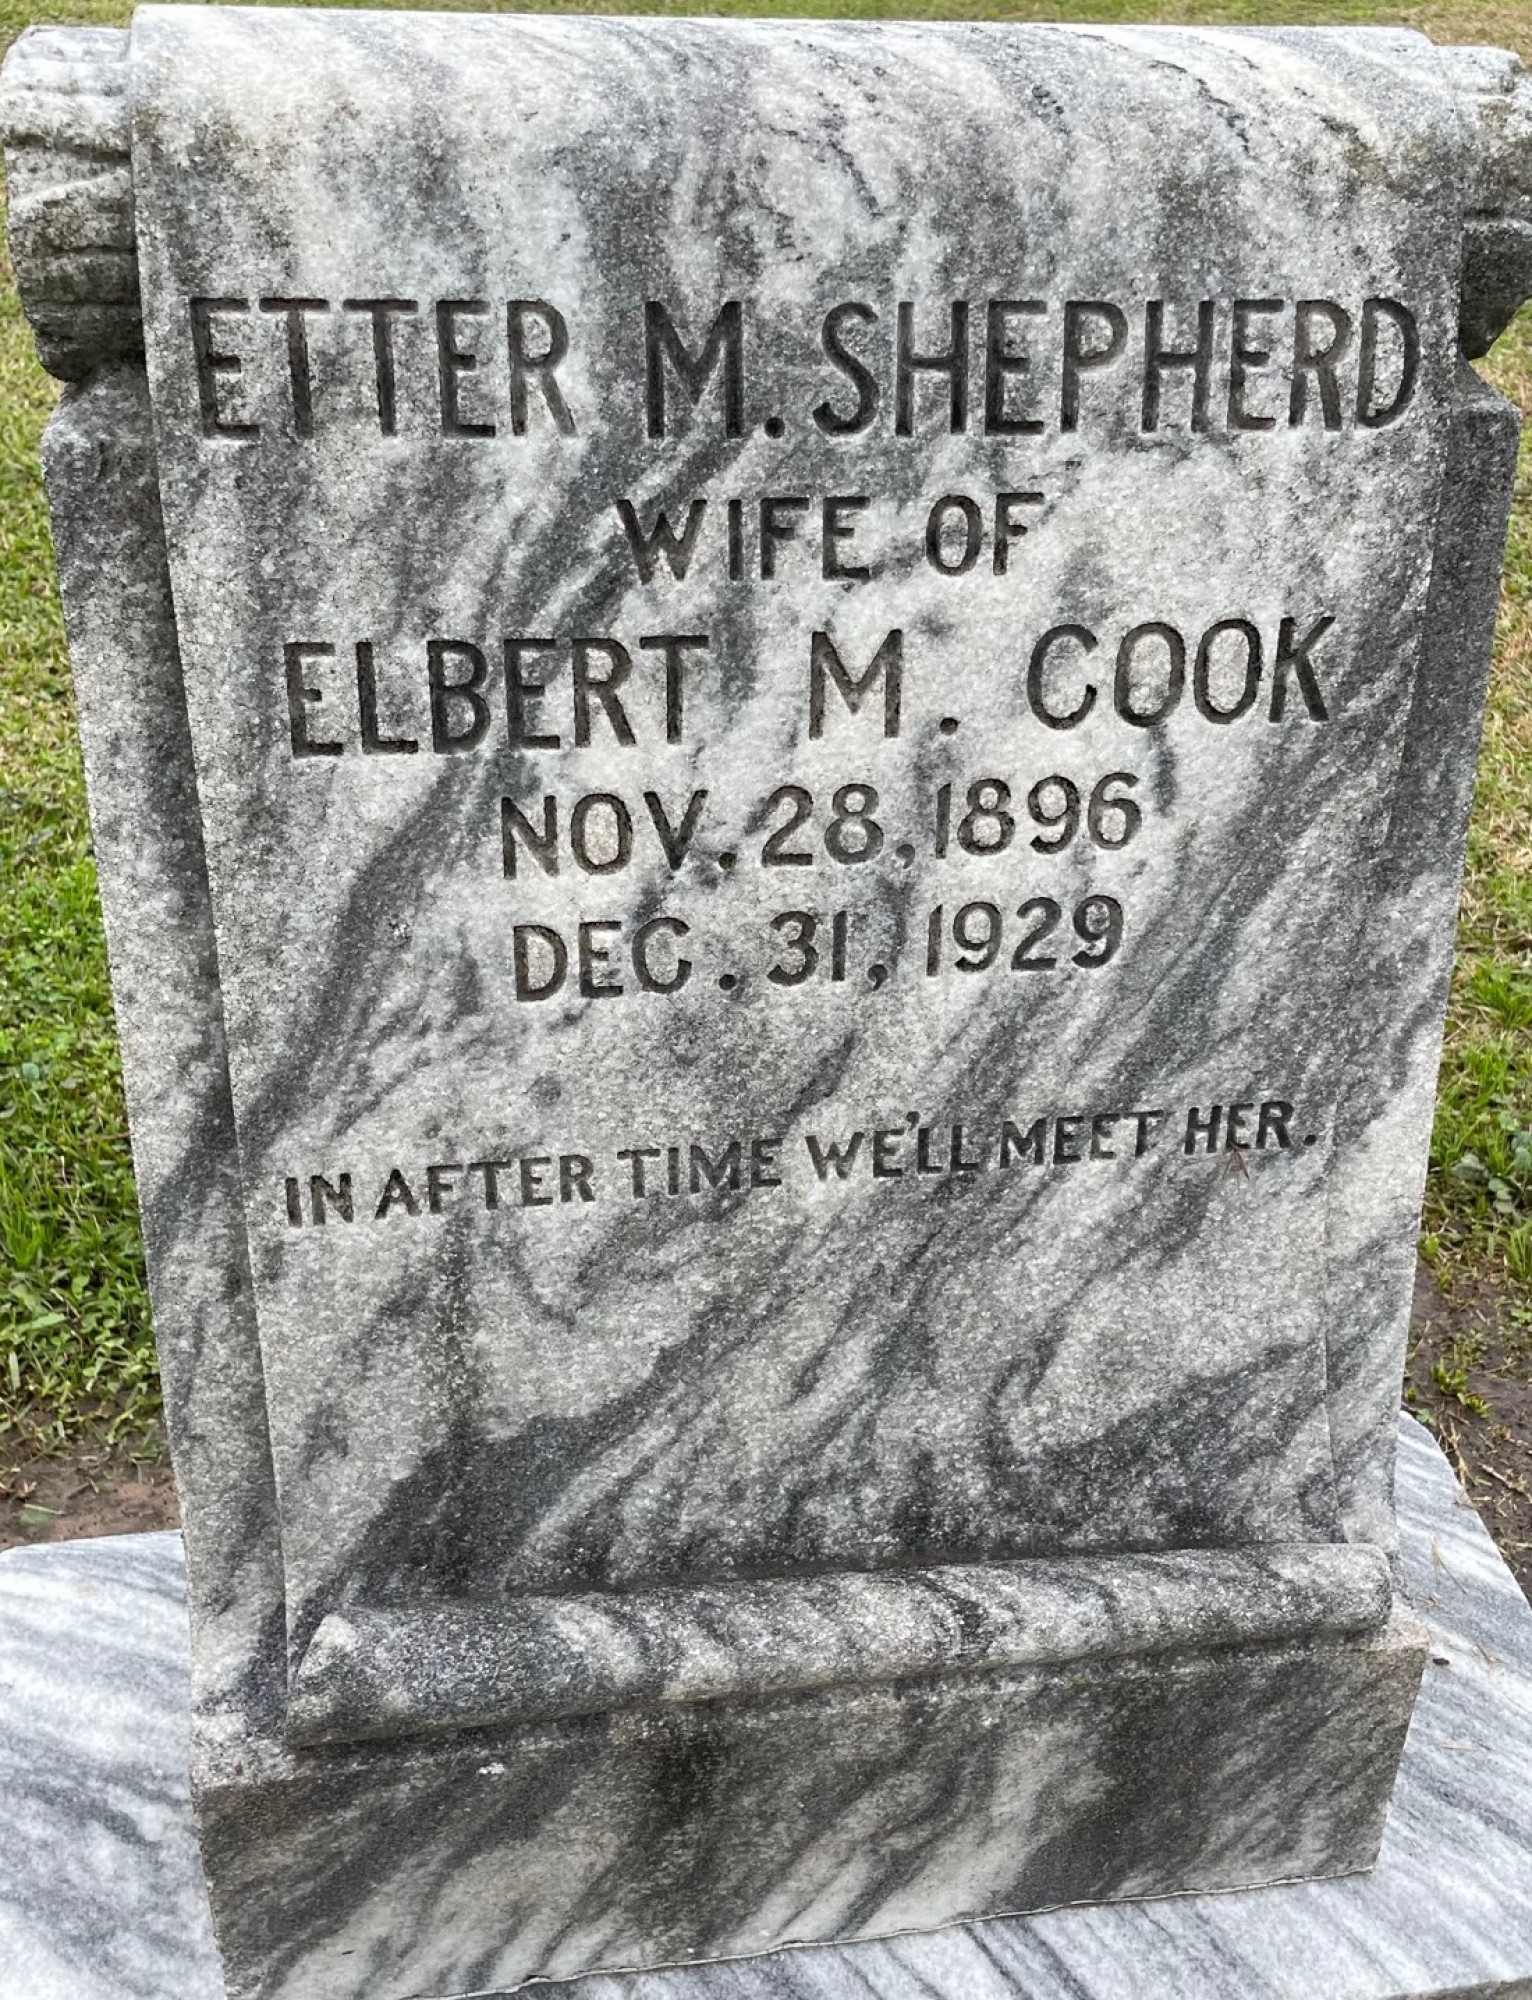 ETTER M. SHEPHERD
WIFE OF
ELBERT M. COOK
NOV. 28, 1896
DEC. 31, 1929
IN AFTER TIME WE'LL MEET HER.